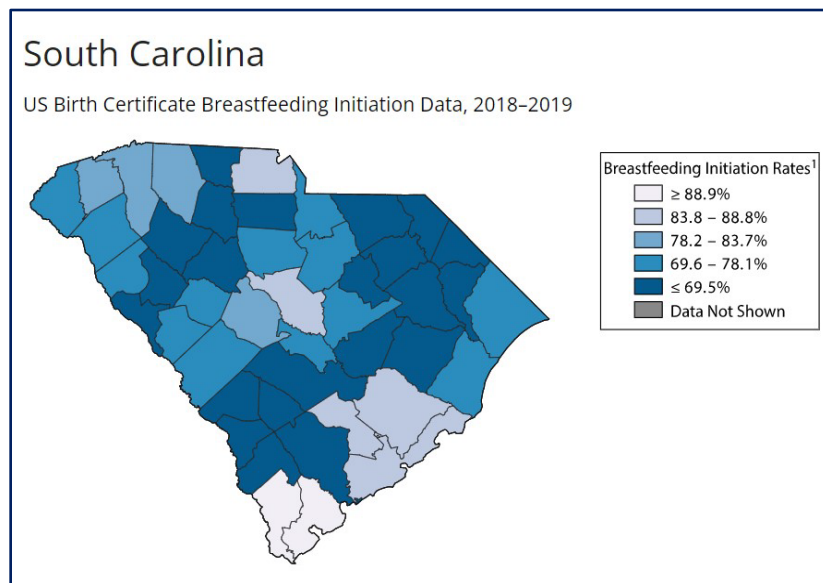 South Carolina
US Birth Certificate Breastfeeding Initiation Data, 2018–2019
Breastfeeding Initiation Rates¹
≥ 88.9%
83.8 – 88.8%
78.2 – 83.7%
69.6 – 78.1%
≤ 69.5%
Data Not Shown